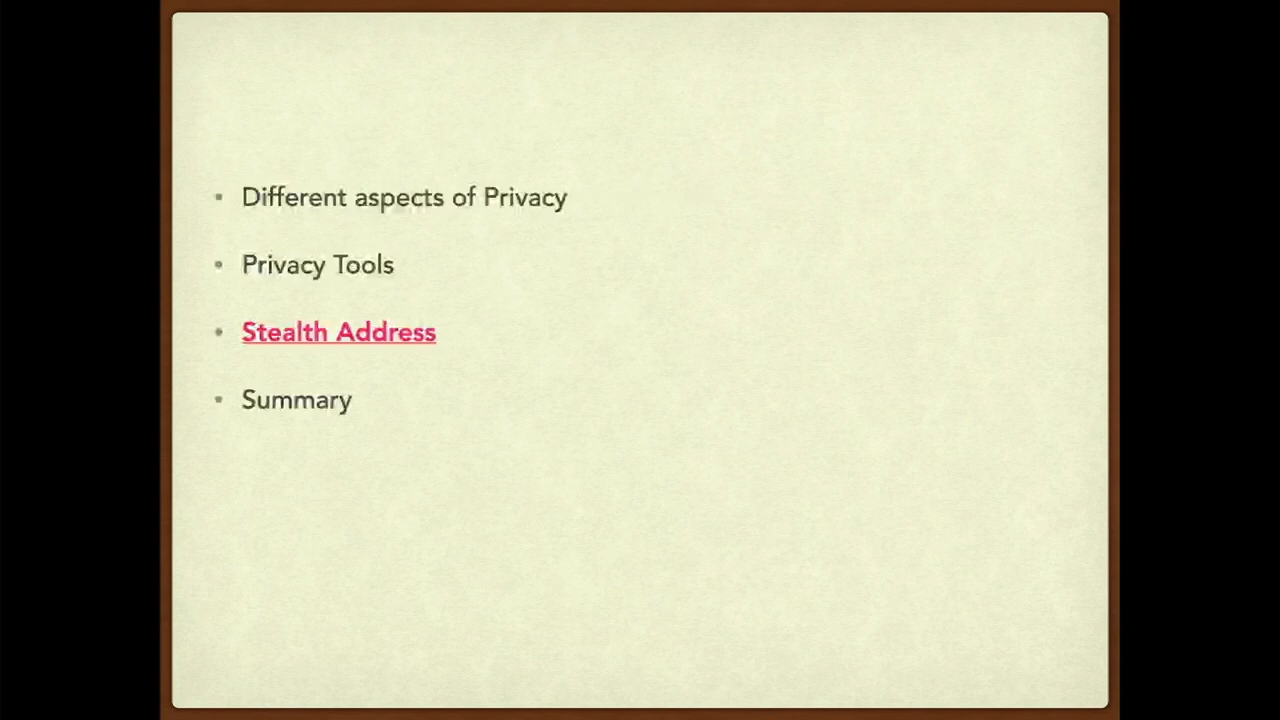 • Different aspects of Privacy
• Privacy Tools
• Stealth Address
• Summary